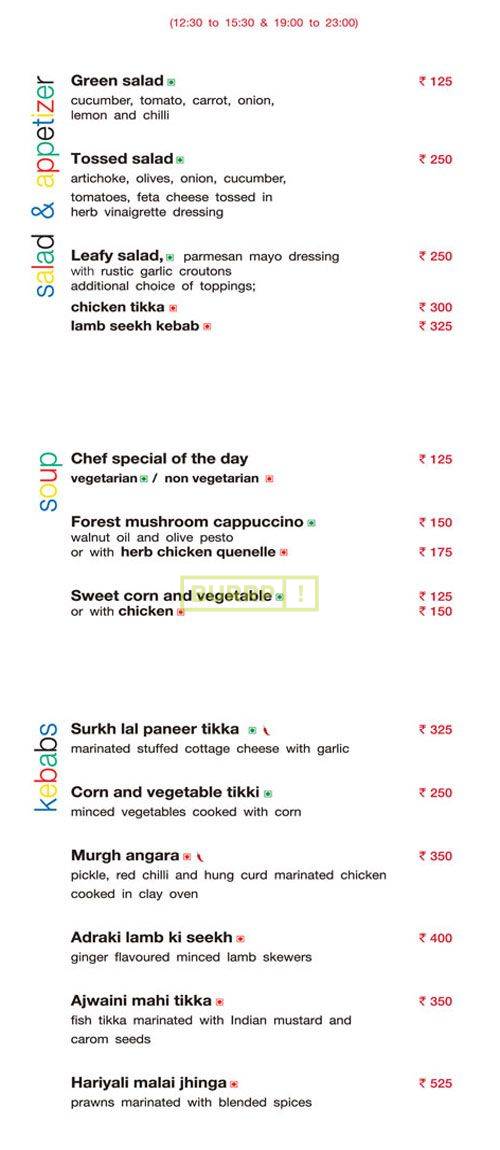 (12:30 to 15:30 & 19:00 to 23:00)
salad & appetizer
Green salad ₹ 125
cucumber, tomato, carrot, onion,
lemon and chilli
Tossed salad ₹ 250
artichoke, olives, onion, cucumber,
tomatoes, feta cheese tossed in
herb vinaigrette dressing
Leafy salad, parmesan mayo dressing ₹ 250
with rustic garlic croutons
additional choice of toppings;
chicken tikka ₹ 300
lamb seekh kebab ₹ 325
soup
Chef special of the day ₹ 125
vegetarian / non vegetarian
Forest mushroom cappuccino ₹ 150
walnut oil and olive pesto
or with herb chicken quenelle ₹ 175
Sweet corn and vegetable ₹ 125
or with chicken ₹ 150
kebabs
Surkh lal paneer tikka ₹ 325
marinated stuffed cottage cheese with garlic
Corn and vegetable tikki ₹ 250
minced vegetables cooked with corn
Murgh angara ₹ 350
pickle, red chilli and hung curd marinated chicken
cooked in clay oven
Adraki lamb ki seekh ₹ 400
ginger flavoured minced lamb skewers
Ajwaini mahi tikka ₹ 350
fish tikka marinated with Indian mustard and
carom seeds
Hariyali malai jhinga ₹ 525
prawns marinated with blended spices